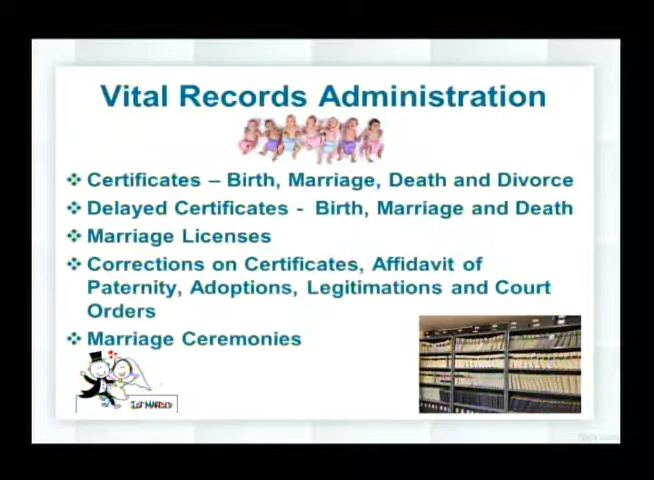 Vital Records Administration
Certificates – Birth, Marriage, Death and Divorce
Delayed Certificates - Birth, Marriage and Death
Marriage Licenses
Corrections on Certificates, Affidavit of
Paternity, Adoptions, Legitimations and Court
Orders
Marriage Ceremonies